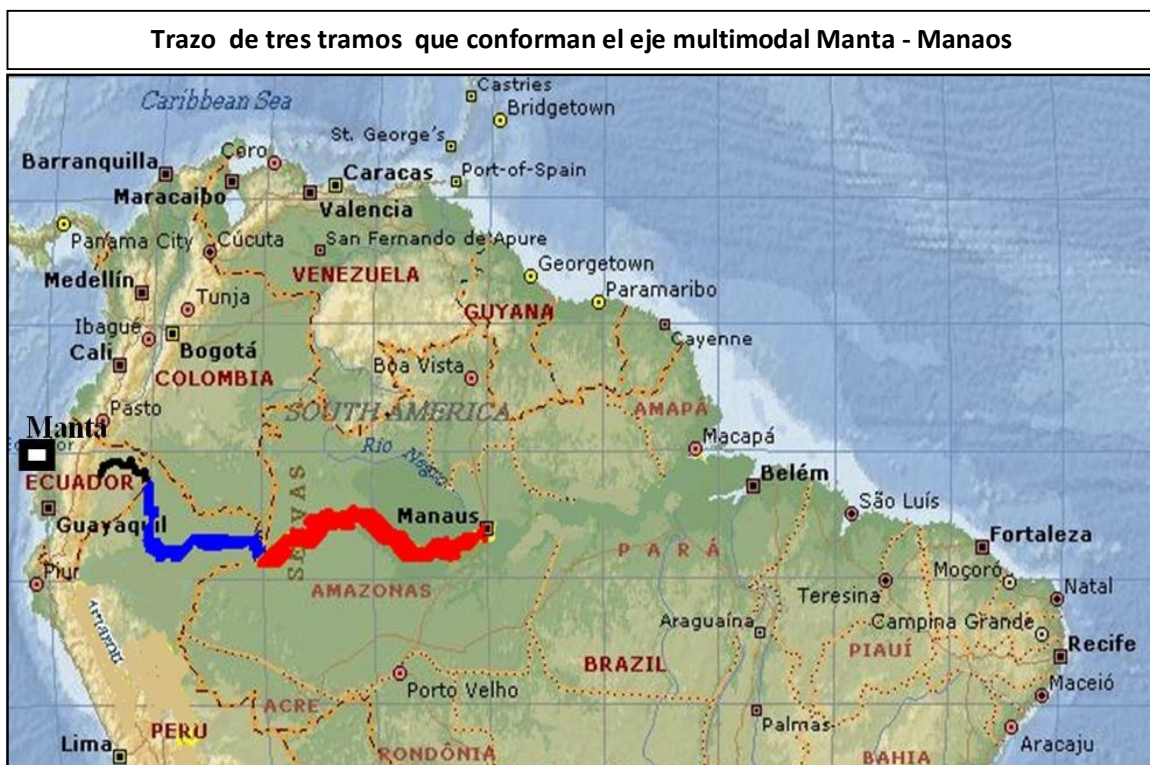 Trazo de tres tramos que conforman el eje multimodal Manta - Manaos
Castries
Caribbean Sea
Bridgetown
St. George's
Coro
Barranquilla
Caracas
Port-of-Spain
Maracaibo
Valencia
Panama City
Cúcuta
San Fernando de Apure
Georgetown
VENEZUELA
Medellín
Paramaribo
Tunja
GUYANA
Ibagué
Cayenne
Bogotá
Cali
Boa Vista
COLOMBIA
Pasto
SOUTH AMERICA
AMAPÁ
Manta
Rio Negro
Macapá
ECUADOR
SELVAS
Belém
São Luís
Guayaquil
Manaus
PARÁ
Fortaleza
Piur
AMAZONAS
Moçoró
Teresina
Natal
Araguaína
Campina Grande
PIAUÍ
Recife
BRAZIL
Porto Velho
Maceió
ACRE
Palmas
PERU
Aracaju
Lima
RONDÔNIA
BAHIA